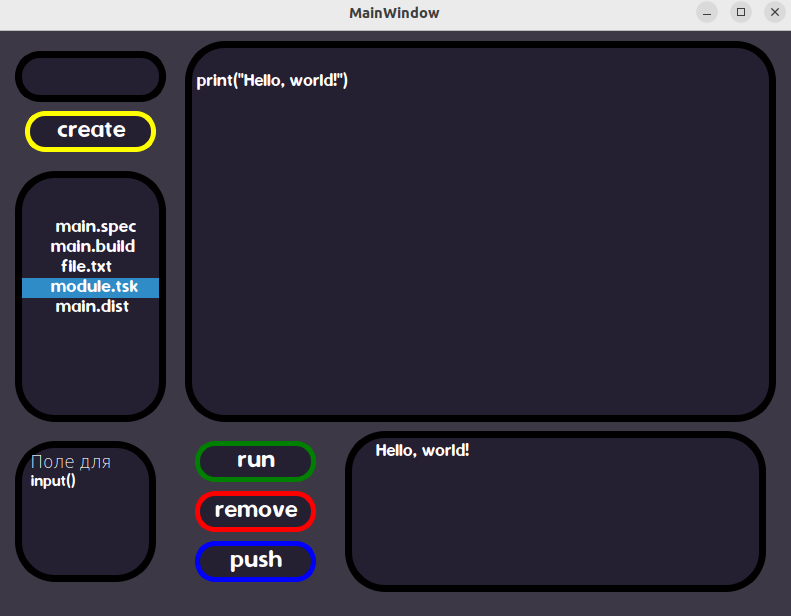 MainWindow
create
main.spec
main.build
file.txt
module.tsk
main.dist
print("Hello, world!")
Поле для
input()
run
remove
push
Hello, world!